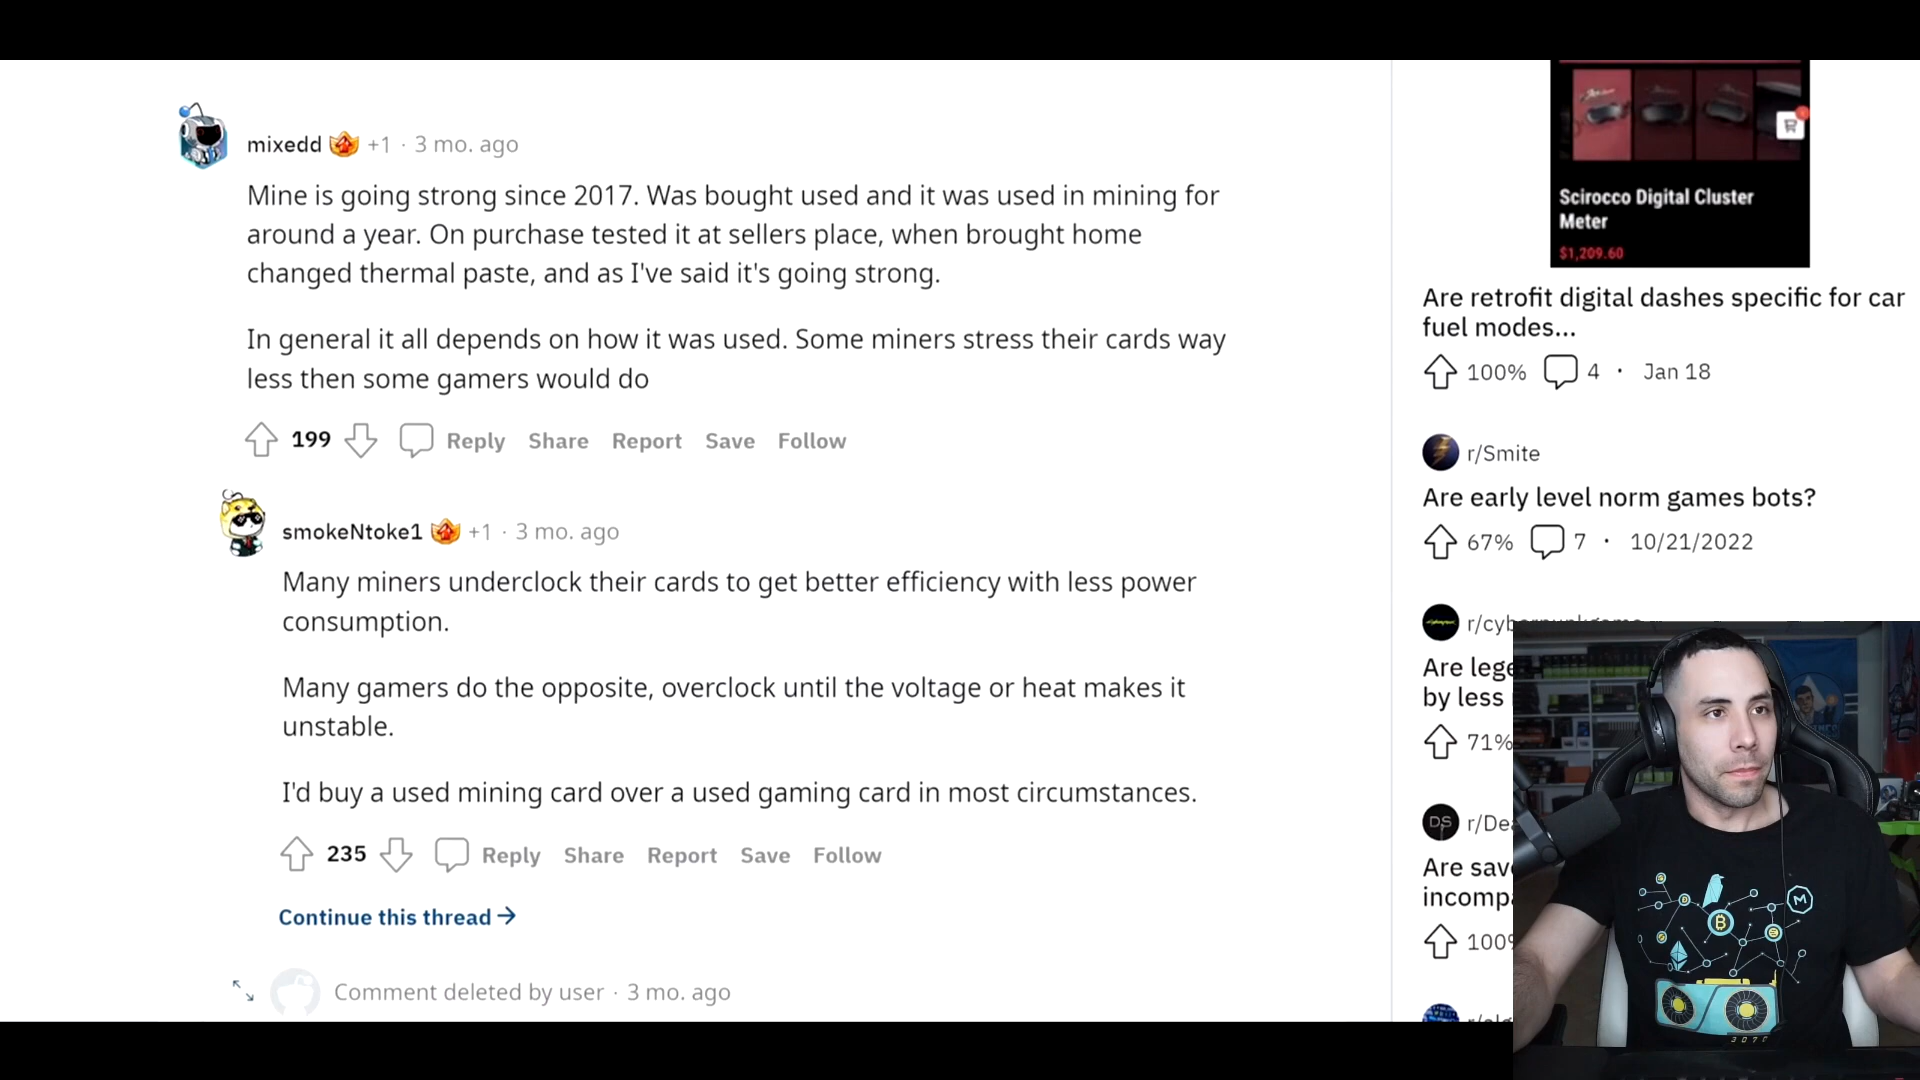 mixedd +1 · 3 mo. ago
Mine is going strong since 2017. Was bought used and it was used in mining for
around a year. On purchase tested it at sellers place, when brought home
changed thermal paste, and as I've said it's going strong.
In general it all depends on how it was used. Some miners stress their cards way
less then some gamers would do
199 Reply Share Report Save Follow
smokeNtoke1 +1 · 3 mo. ago
Many miners underclock their cards to get better efficiency with less power
consumption.
Many gamers do the opposite, overclock until the voltage or heat makes it
unstable.
I'd buy a used mining card over a used gaming card in most circumstances.
235 Reply Share Report Save Follow
Continue this thread
Comment deleted by user · 3 mo. ago
Scirocco Digital Cluster
Meter
$1,209.60
Are retrofit digital dashes specific for car
fuel modes...
100% 4 · Jan 18
r/Smite
Are early level norm games bots?
67% 7 · 10/21/2022
r/cyberpunkgame
Are lege
by less
71%
DS r/De
Are sav
incomp
100%
B
M
3070